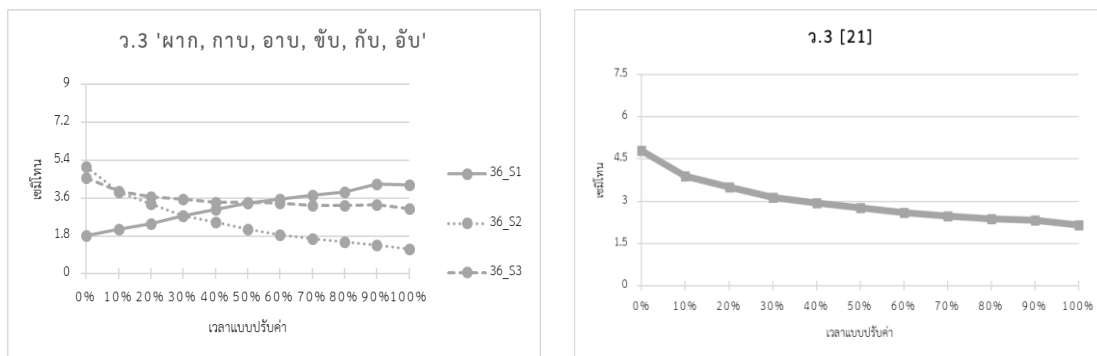 ว.3 'ผาก, กาบ, อาบ, ขับ, กับ, อับ'
9
7.2
5.4
3.6
1.8
0
เซมิโทน
0% 10% 20% 30% 40% 50% 60% 70% 80% 90% 100%
เวลาแบบปรับค่า
36_S1
36_S2
36_S3
ว.3 [21]
7.5
6
4.5
3
1.5
0
เซมิโทน
0% 10% 20% 30% 40% 50% 60% 70% 80% 90% 100%
เวลาแบบปรับค่า